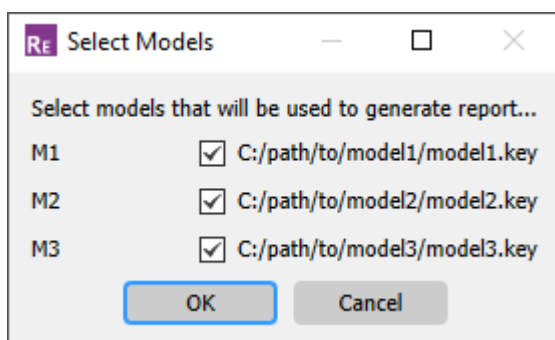 RE Select Models
Select models that will be used to generate report...
M1 C:/path/to/model1/model1.key
M2 C:/path/to/model2/model2.key
M3 C:/path/to/model3/model3.key
OK Cancel